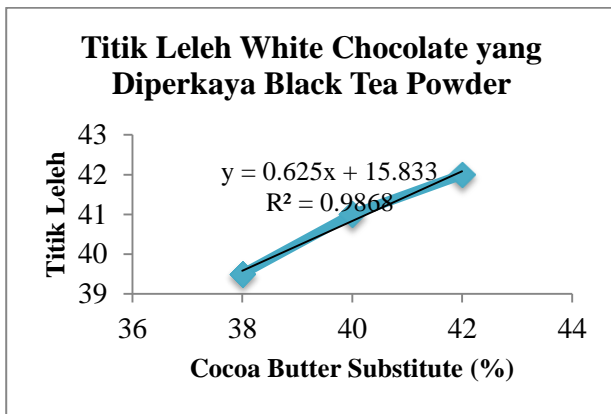 Titik Leleh White Chocolate yang
Diperkaya Black Tea Powder
43
42
41
40
39
y = 0.625x + 15.833
R² = 0.9868
Titik Leleh
36 38 40 42 44
Cocoa Butter Substitute (%)